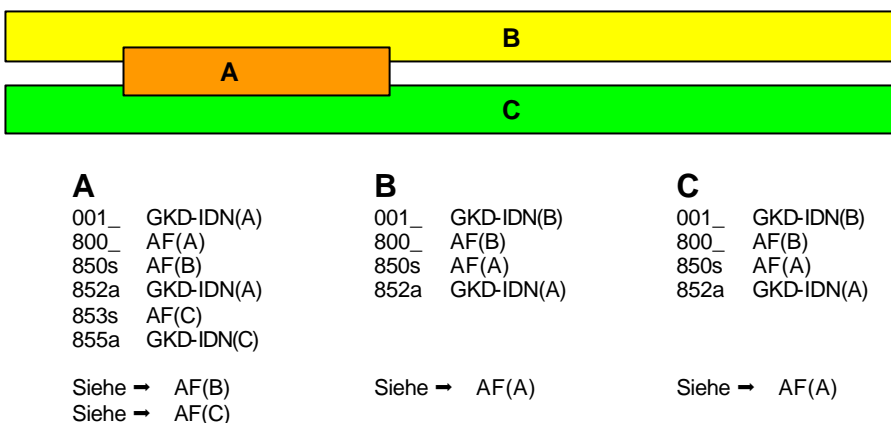 B
A
C
A
001_ GKD-IDN(A)
800_ AF(A)
850s AF(B)
852a GKD-IDN(A)
853s AF(C)
855a GKD-IDN(C)
Siehe ➞ AF(B)
Siehe ➞ AF(C)
B
001_ GKD-IDN(B)
800_ AF(B)
850s AF(A)
852a GKD-IDN(A)
Siehe ➞ AF(A)
C
001_ GKD-IDN(B)
800_ AF(B)
850s AF(A)
852a GKD-IDN(A)
Siehe ➞ AF(A)